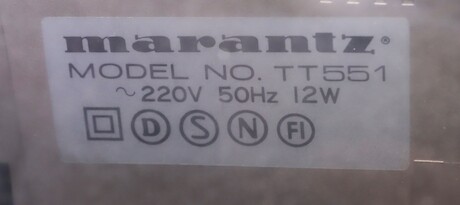 marantz®
MODEL NO. TT551
~ 220V 50Hz 12W
D S N FI